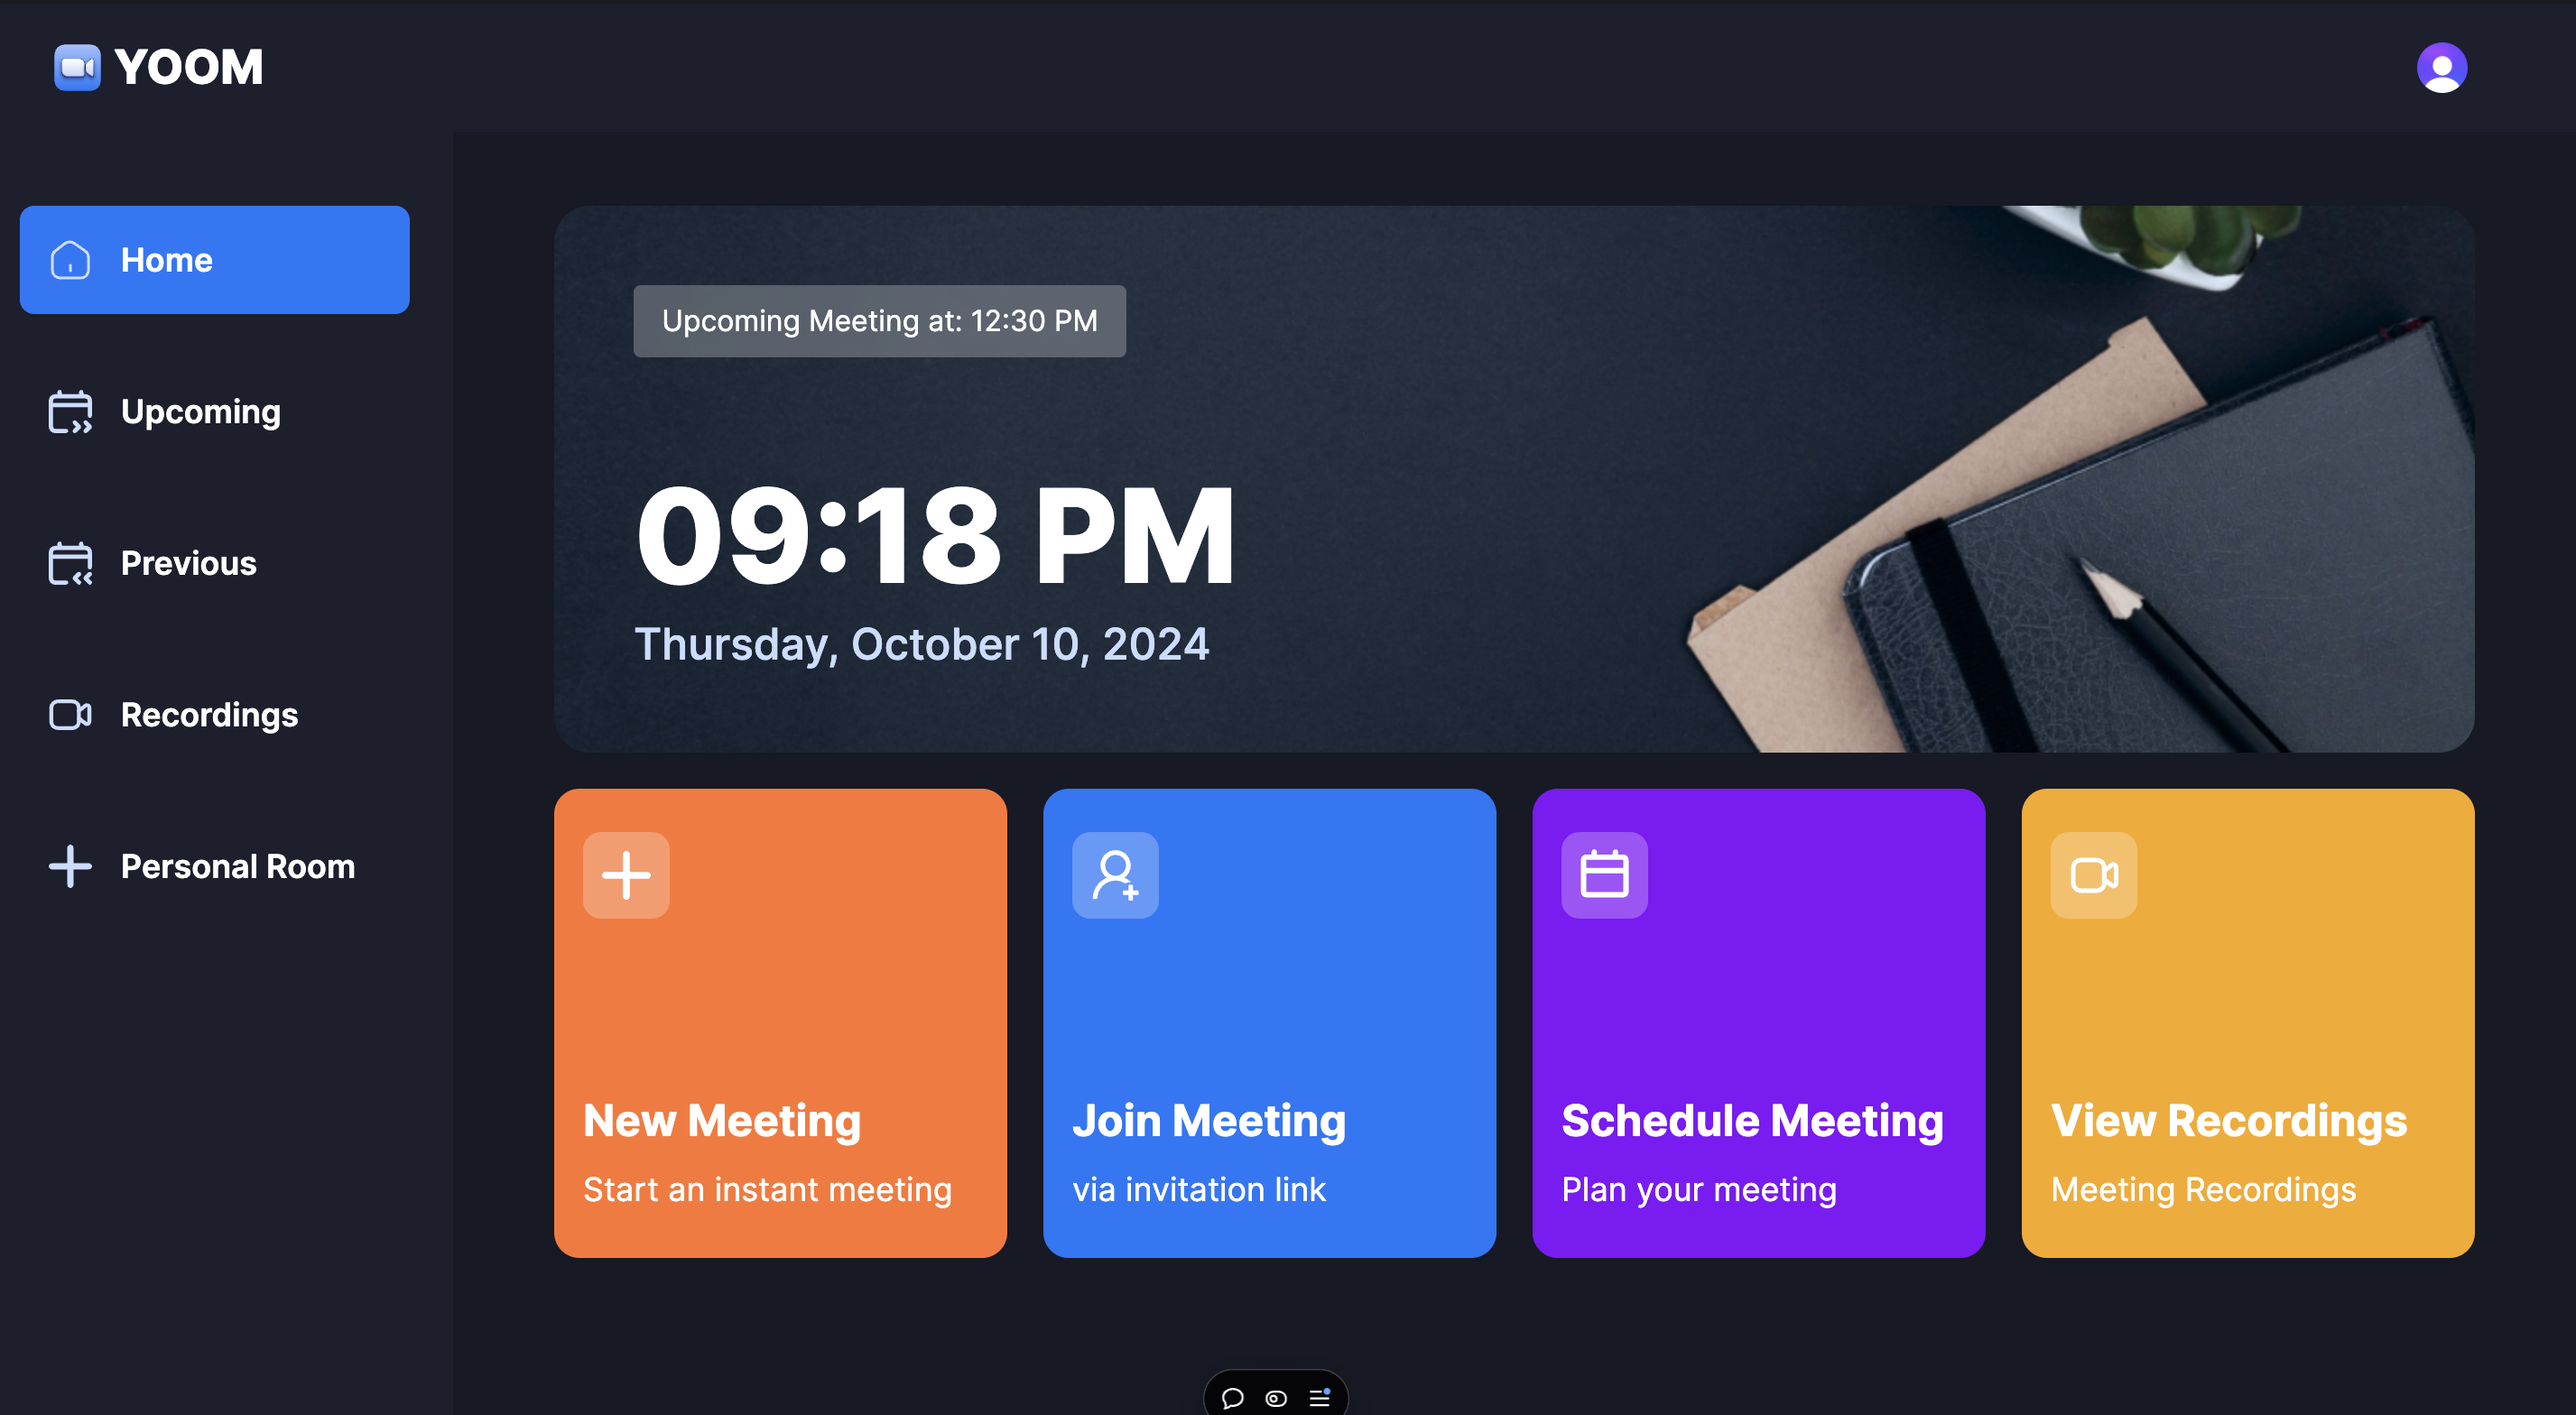 YOOM
Home
Upcoming
Previous
Recordings
Personal Room
Upcoming Meeting at: 12:30 PM
09:18 PM
Thursday, October 10, 2024
New Meeting
Start an instant meeting
Join Meeting
via invitation link
Schedule Meeting
Plan your meeting
View Recordings
Meeting Recordings